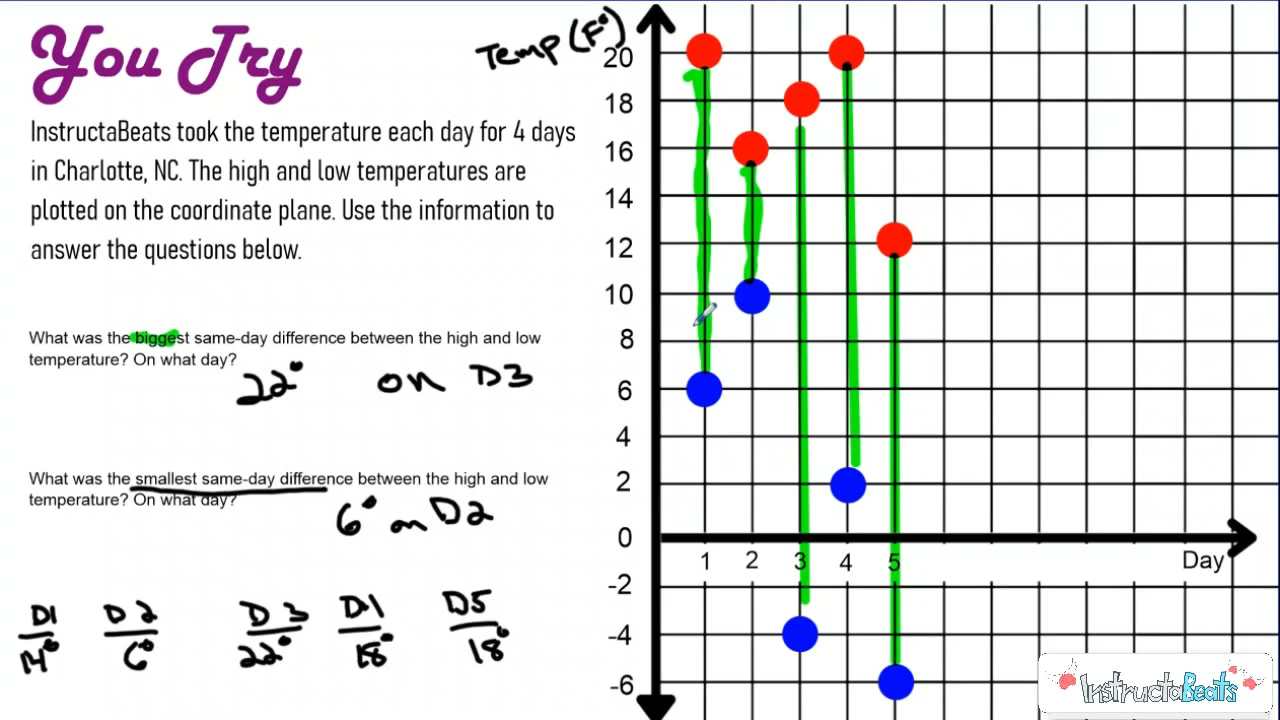 You Try
Temp (F°)
InstructaBeats took the temperature each day for 4 days
in Charlotte, NC. The high and low temperatures are
plotted on the coordinate plane. Use the information to
answer the questions below.
What was the biggest same-day difference between the high and low
temperature? On what day?
22° on D3
What was the smallest same-day difference between the high and low
temperature? On what day?
6° on D2
D1 D2 D3 D1 D5
14° 6° 22° 18° 18°
20
18
16
14
12
10
8
6
4
2
0
1 2 3 4 5 Day
-2
-4
-6
InstructaBeats